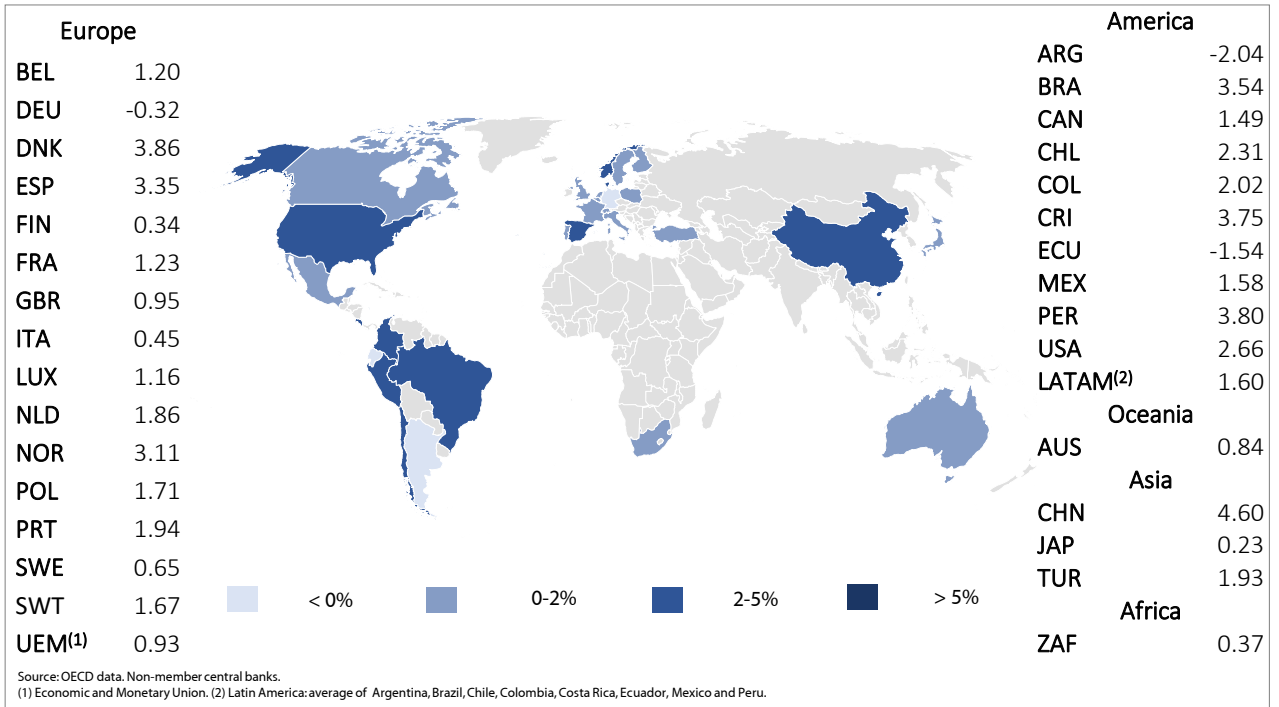 Europe
BEL 1.20
DEU -0.32
DNK 3.86
ESP 3.35
FIN 0.34
FRA 1.23
GBR 0.95
ITA 0.45
LUX 1.16
NLD 1.86
NOR 3.11
POL 1.71
PRT 1.94
SWE 0.65
SWT 1.67
UEM(1) 0.93
America
ARG -2.04
BRA 3.54
CAN 1.49
CHL 2.31
COL 2.02
CRI 3.75
ECU -1.54
MEX 1.58
PER 3.80
USA 2.66
LATAM(2) 1.60
Oceania
AUS 0.84
Asia
CHN 4.60
JAP 0.23
TUR 1.93
Africa
ZAF 0.37
< 0% 0-2% 2-5% > 5%
Source: OECD data. Non-member central banks.
(1) Economic and Monetary Union. (2) Latin America: average of Argentina, Brazil, Chile, Colombia, Costa Rica, Ecuador, Mexico and Peru.